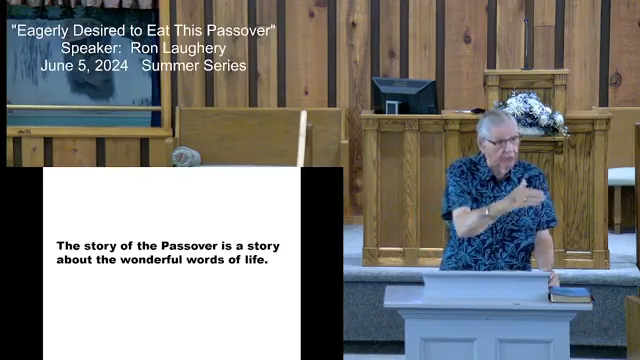 "Eagerly Desired to Eat This Passover"
Speaker:  Ron Laughery
June 5, 2024   Summer Series
The story of the Passover is a story
about the wonderful words of life.